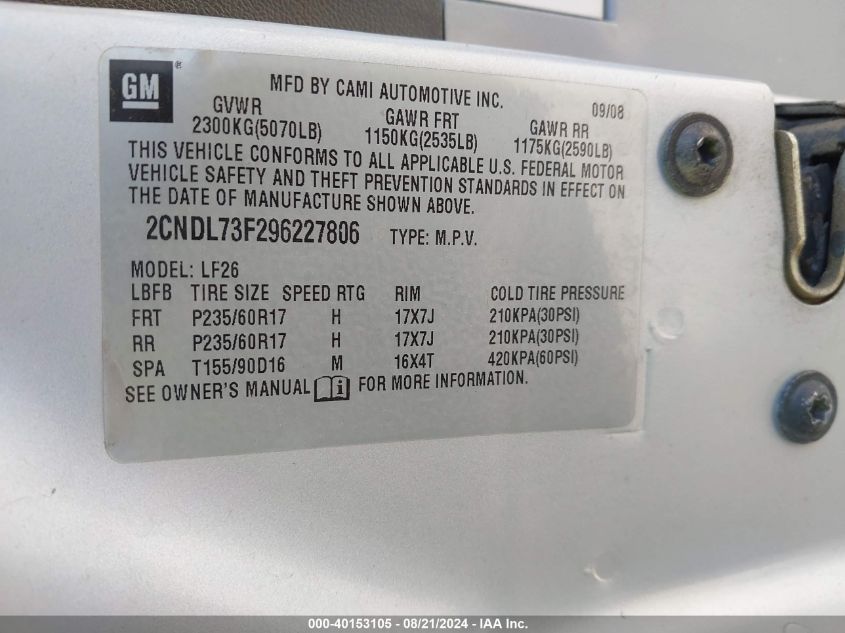 GM ®
MFD BY CAMI AUTOMOTIVE INC.
09/08
GVWR GAWR FRT GAWR RR
2300KG(5070LB) 1150KG(2535LB) 1175KG(2590LB)
THIS VEHICLE CONFORMS TO ALL APPLICABLE U.S. FEDERAL MOTOR
VEHICLE SAFETY AND THEFT PREVENTION STANDARDS IN EFFECT ON
THE DATE OF MANUFACTURE SHOWN ABOVE.
2CNDL73F296227806 TYPE: M.P.V.
MODEL: LF26
LBFB TIRE SIZE SPEED RTG RIM COLD TIRE PRESSURE
FRT P235/60R17 H 17X7J 210KPA(30PSI)
RR P235/60R17 H 17X7J 210KPA(30PSI)
SPA T155/90D16 M 16X4T 420KPA(60PSI)
SEE OWNER'S MANUAL i FOR MORE INFORMATION.
000-40153105 - 08/21/2024 - IAA Inc.